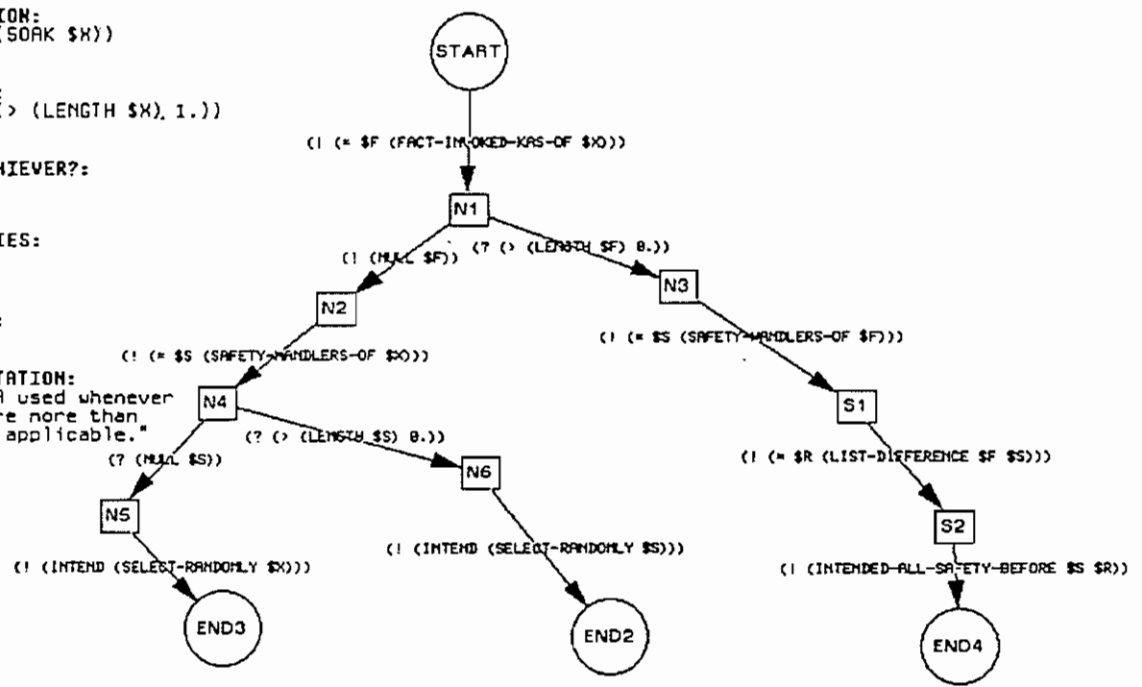 ION:
(SOAK $X))
:
(> (LENGTH $X) 1.))
HIEVER?:
IES:
:
TATION:
A used whenever
re more than
applicable."
START
(! (= $F (FACT-INVOKED-KAS-OF $X)))
N1
(! (NULL $F))
(? (> (LENGTH $F) 0.))
N2
N3
(! (= $S (SAFETY-HANDLERS-OF $X)))
(! (= $S (SAFETY-HANDLERS-OF $F)))
N4
S1
(? (NULL $S))
(? (> (LENGTH $S) 0.))
(! (= $R (LIST-DIFFERENCE $F $S)))
N5
N6
S2
(! (INTEND (SELECT-RANDOMLY $X)))
(! (INTEND (SELECT-RANDOMLY $S)))
(! (INTENDED-ALL-SAFETY-BEFORE $S $R))
END3
END2
END4